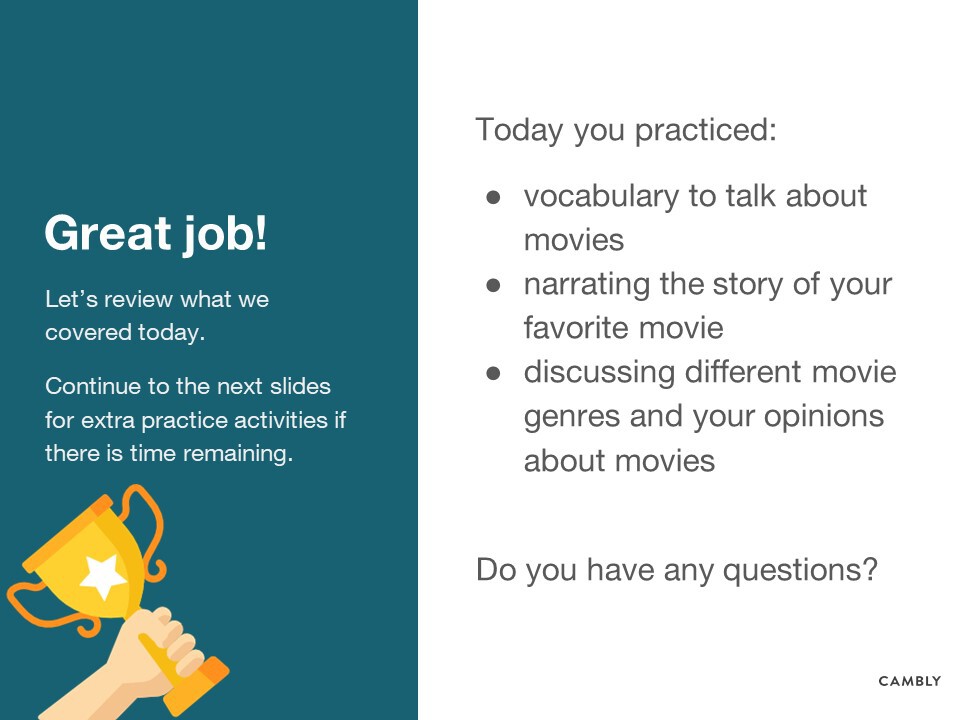 Great job!
Let's review what we
covered today.
Continue to the next slides
for extra practice activities if
there is time remaining.
Today you practiced:
● vocabulary to talk about
movies
● narrating the story of your
favorite movie
● discussing different movie
genres and your opinions
about movies
Do you have any questions?
CAMBLY